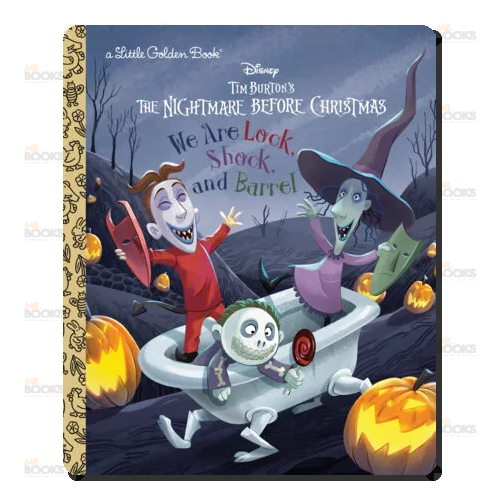 a Little Golden Book®
Disney
Tim Burton's
The Nightmare Before Christmas
We Are Lock,
Shock,
and Barrel